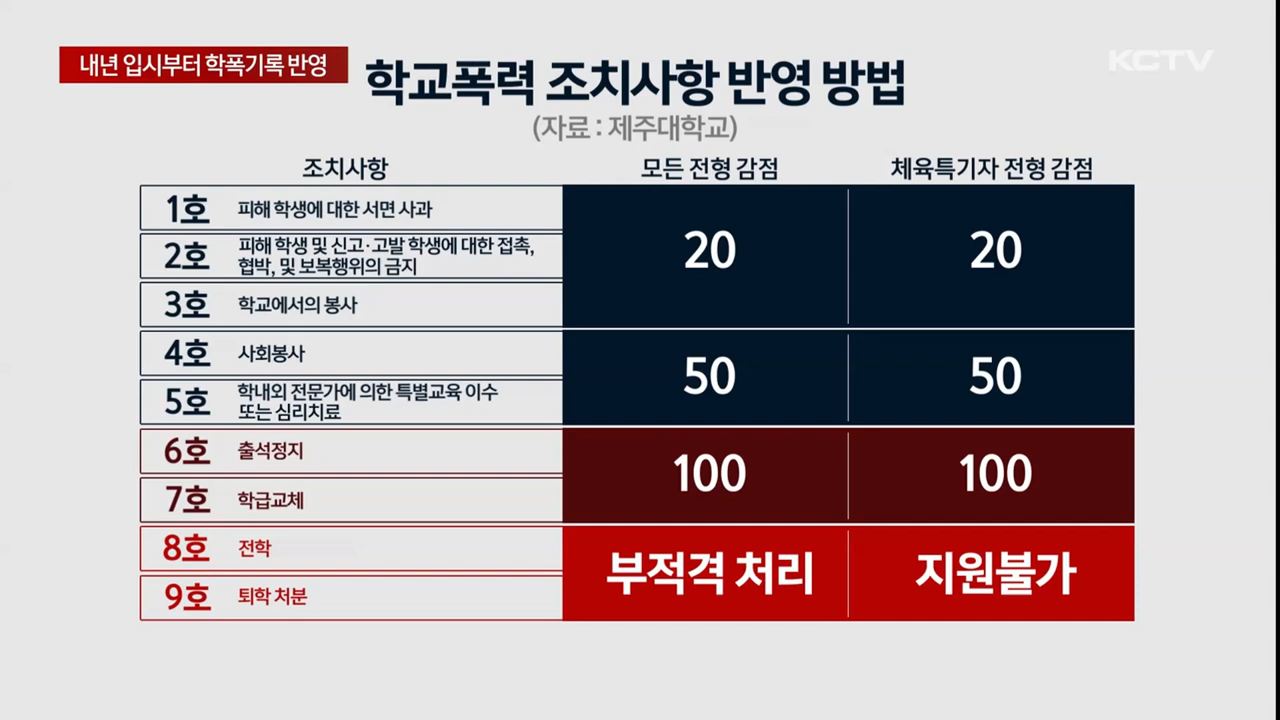 내년 입시부터 학폭기록 반영
KCTV
학교폭력 조치사항 반영 방법
(자료 : 제주대학교)
조치사항 모든 전형 감점 체육특기자 전형 감점
1호 피해 학생에 대한 서면 사과
2호 피해 학생 및 신고·고발 학생에 대한 접촉,
협박, 및 보복행위의 금지
3호 학교에서의 봉사
20 20
4호 사회봉사
5호 학내외 전문가에 의한 특별교육 이수
또는 심리치료
50 50
6호 출석정지
7호 학급교체
100 100
8호 전학
9호 퇴학 처분
부적격 처리 지원불가